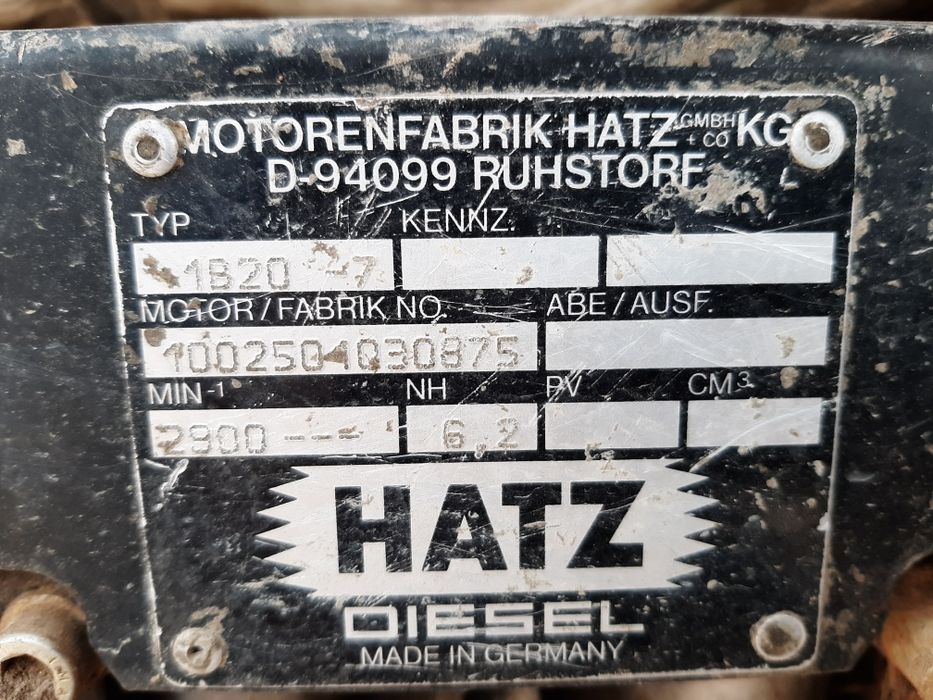 MOTORENFABRIK HATZ GMBH + CO KG
D-94099 RUHSTORF
TYP KENNZ.
1B20 -7
MOTOR/FABRIK NO. ABE/AUSF.
1002504030875
MIN-1 NH PV CM3
2900--- 6 2
HATZ
DIESEL
MADE IN GERMANY